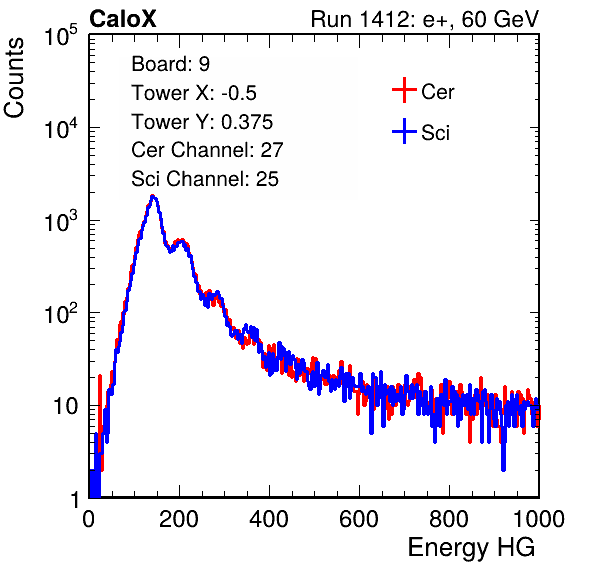 CaloX Run 1412: e+, 60 GeV
Counts
Board: 9
Tower X: -0.5
Tower Y: 0.375
Cer Channel: 27
Sci Channel: 25
Cer
Sci
10^5
10^4
10^3
10^2
10
1
0 200 400 600 800 1000
Energy HG